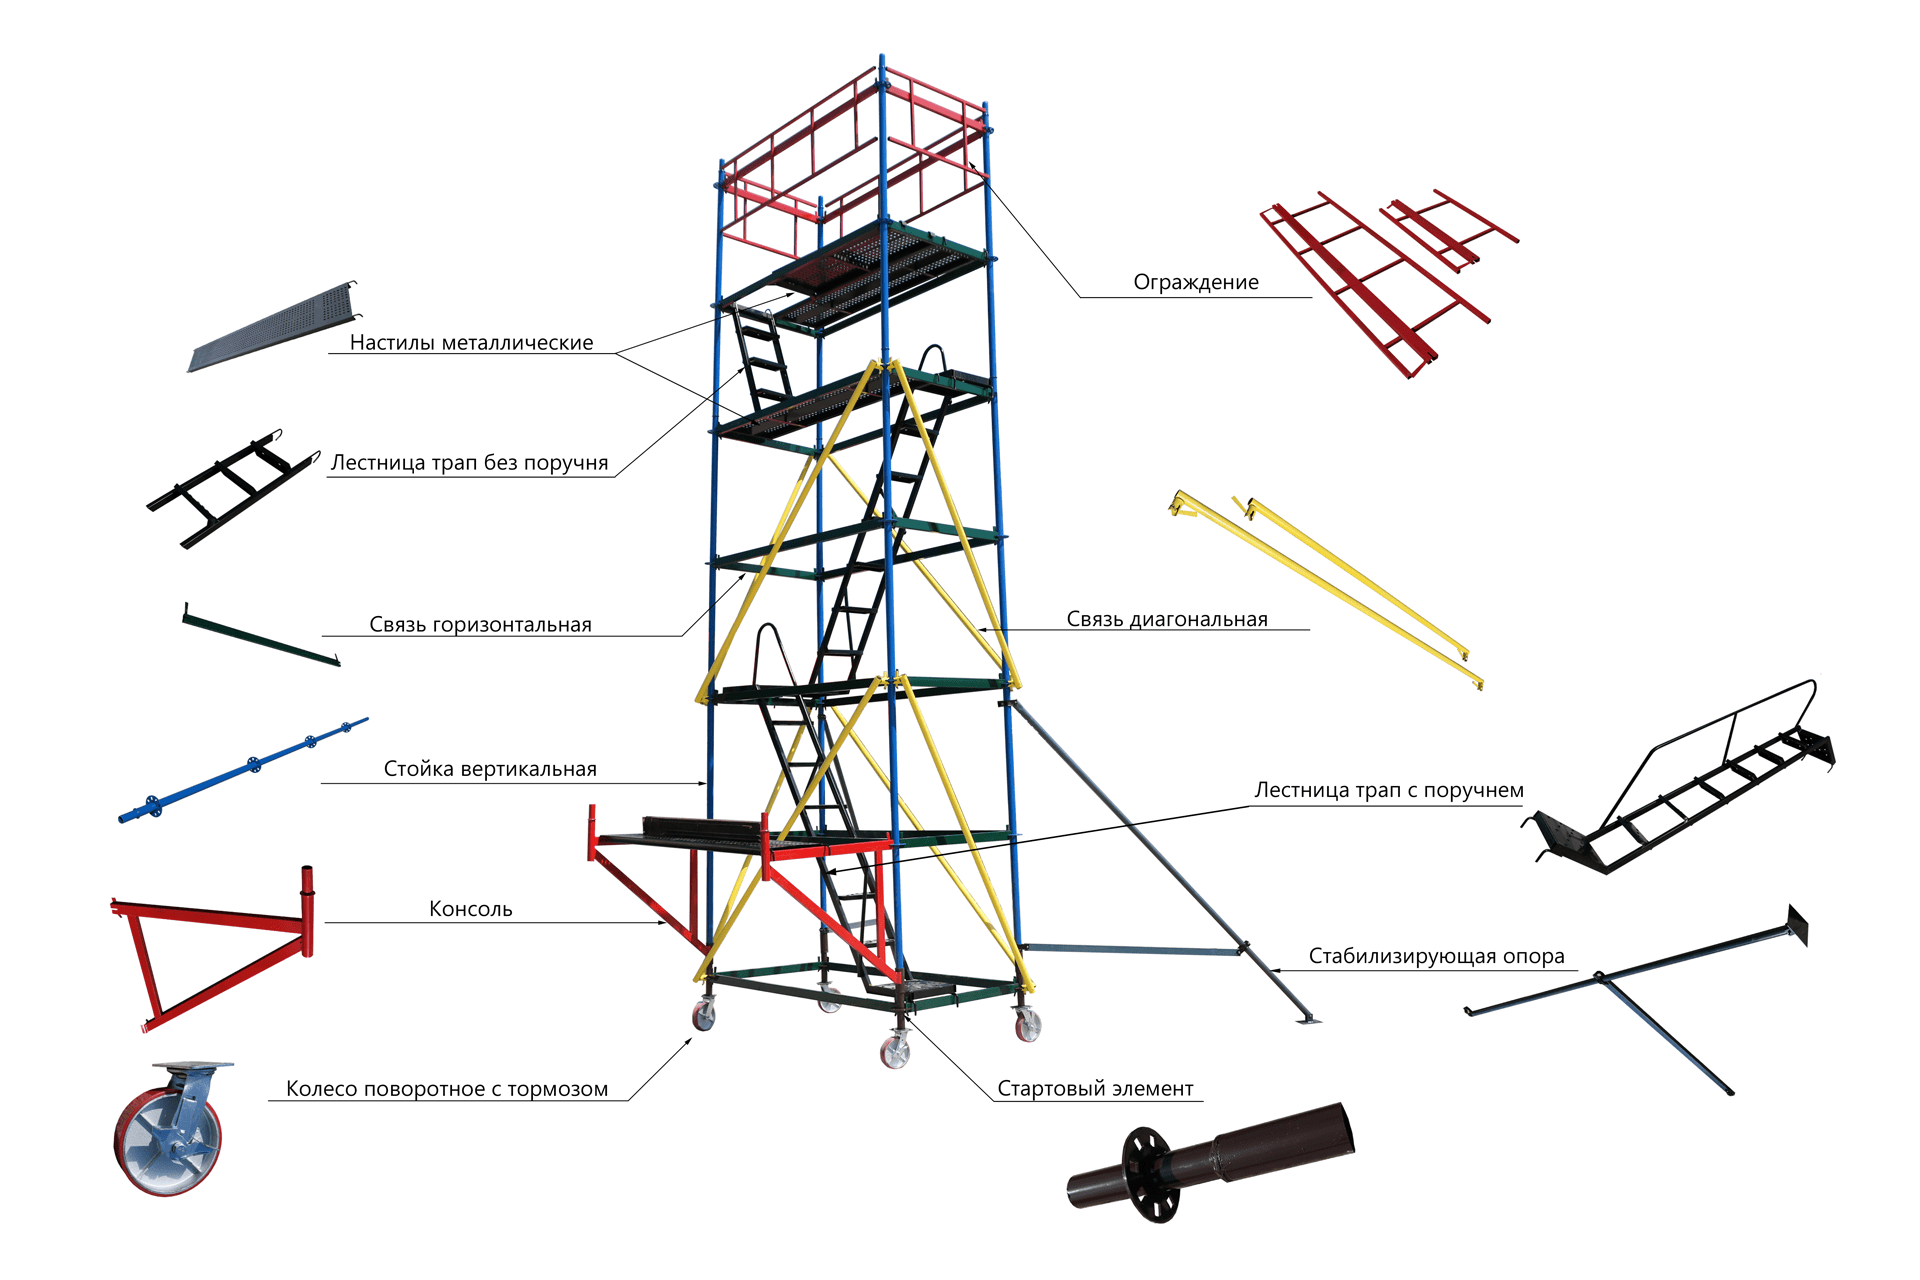 Ограждение
Настилы металлические
Лестница трап без поручня
Связь горизонтальная
Связь диагональная
Стойка вертикальная
Лестница трап с поручнем
Консоль
Стабилизирующая опора
Колесо поворотное с тормозом
Стартовый элемент